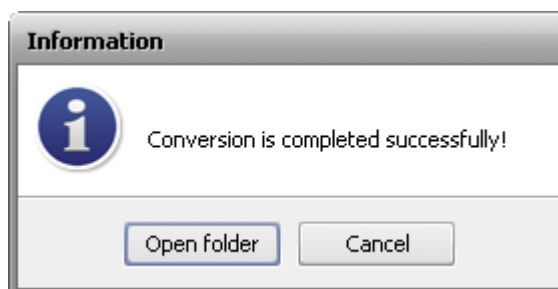 Information
Conversion is completed successfully!
Open folder
Cancel